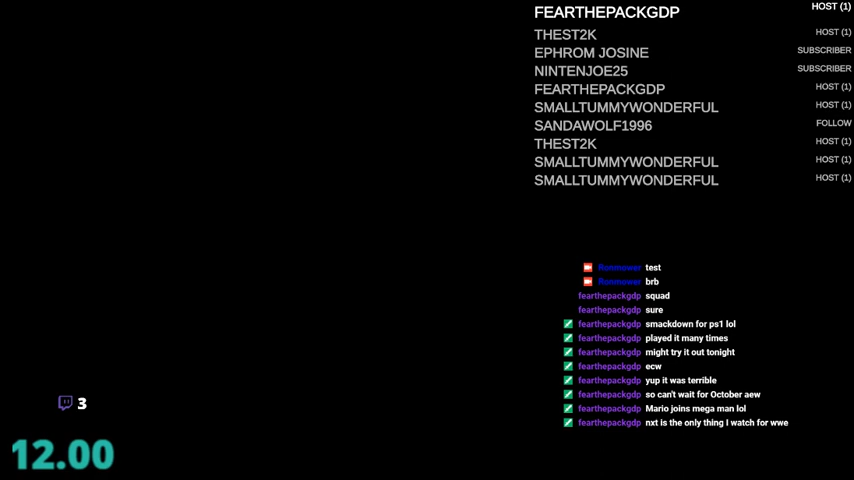 FEARTHEPACKGDP HOST (1)
THEST2K HOST (1)
EPHROM JOSINE SUBSCRIBER
NINTENJOE25 SUBSCRIBER
FEARTHEPACKGDP HOST (1)
SMALLTUMMYWONDERFUL HOST (1)
SANDAWOLF1996 FOLLOW
THEST2K HOST (1)
SMALLTUMMYWONDERFUL HOST (1)
SMALLTUMMYWONDERFUL HOST (1)
Ronmower test
Ronmower brb
fearthepackgdp squad
fearthepackgdp sure
fearthepackgdp smackdown for ps1 lol
fearthepackgdp played it many times
fearthepackgdp might try it out tonight
fearthepackgdp ecw
fearthepackgdp yup it was terrible
fearthepackgdp so can't wait for October aew
fearthepackgdp Mario joins mega man lol
fearthepackgdp nxt is the only thing I watch for wwe
3
12.00